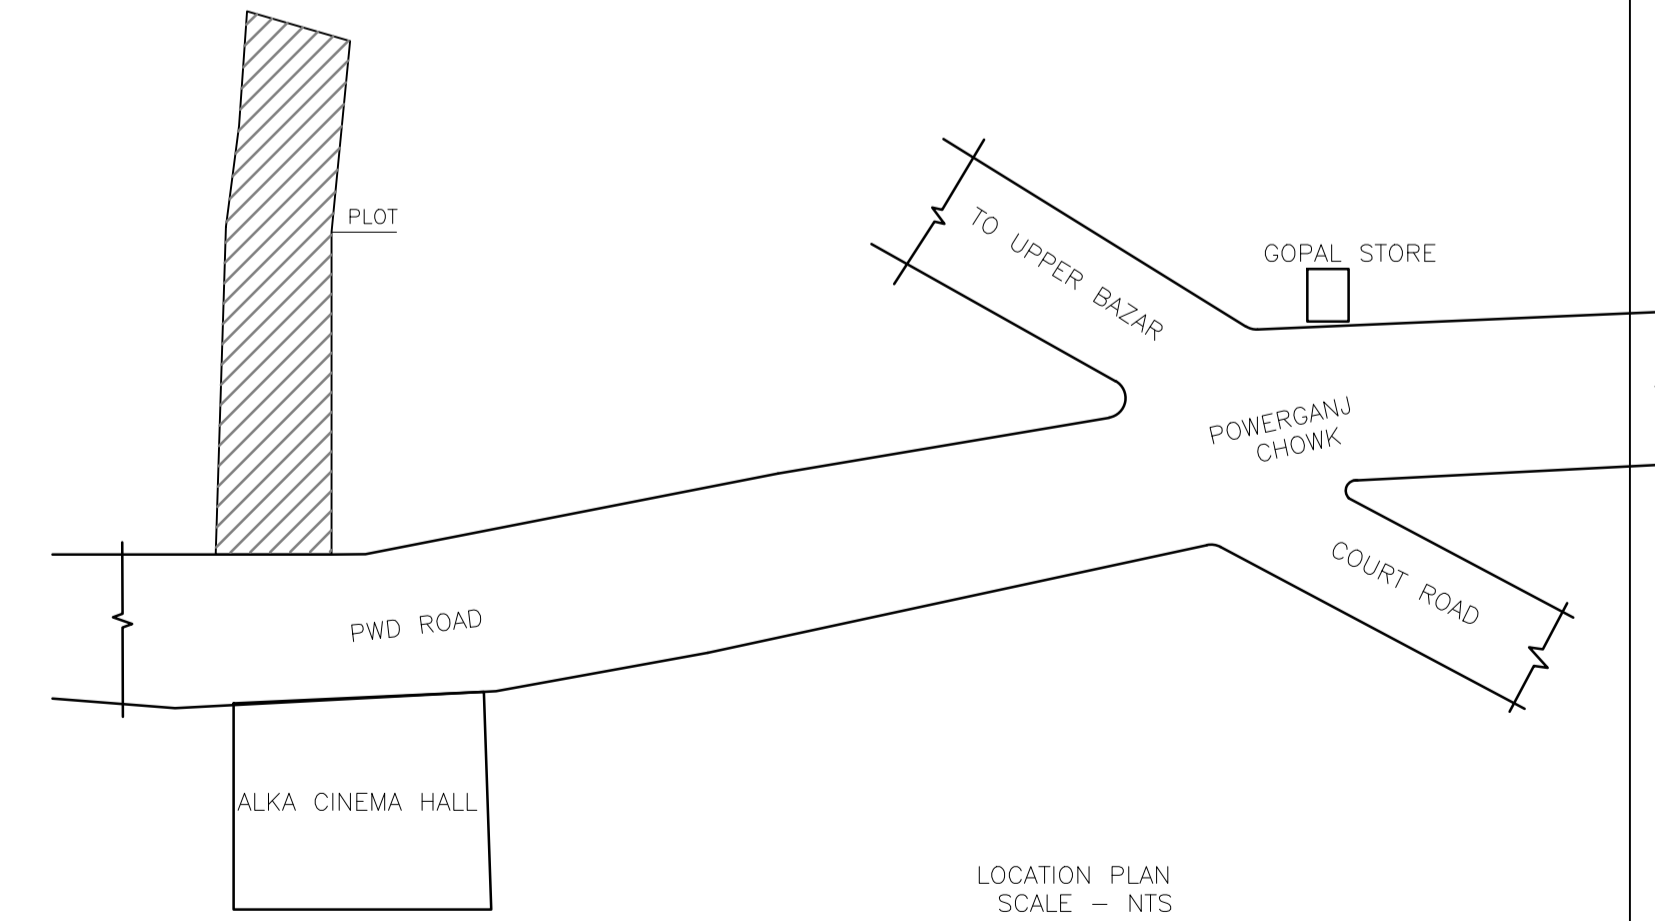 PLOT
TO UPPER BAZAR
GOPAL STORE
POWERGANJ
CHOWK
COURT ROAD
PWD ROAD
ALKA CINEMA HALL
LOCATION PLAN
SCALE – NTS